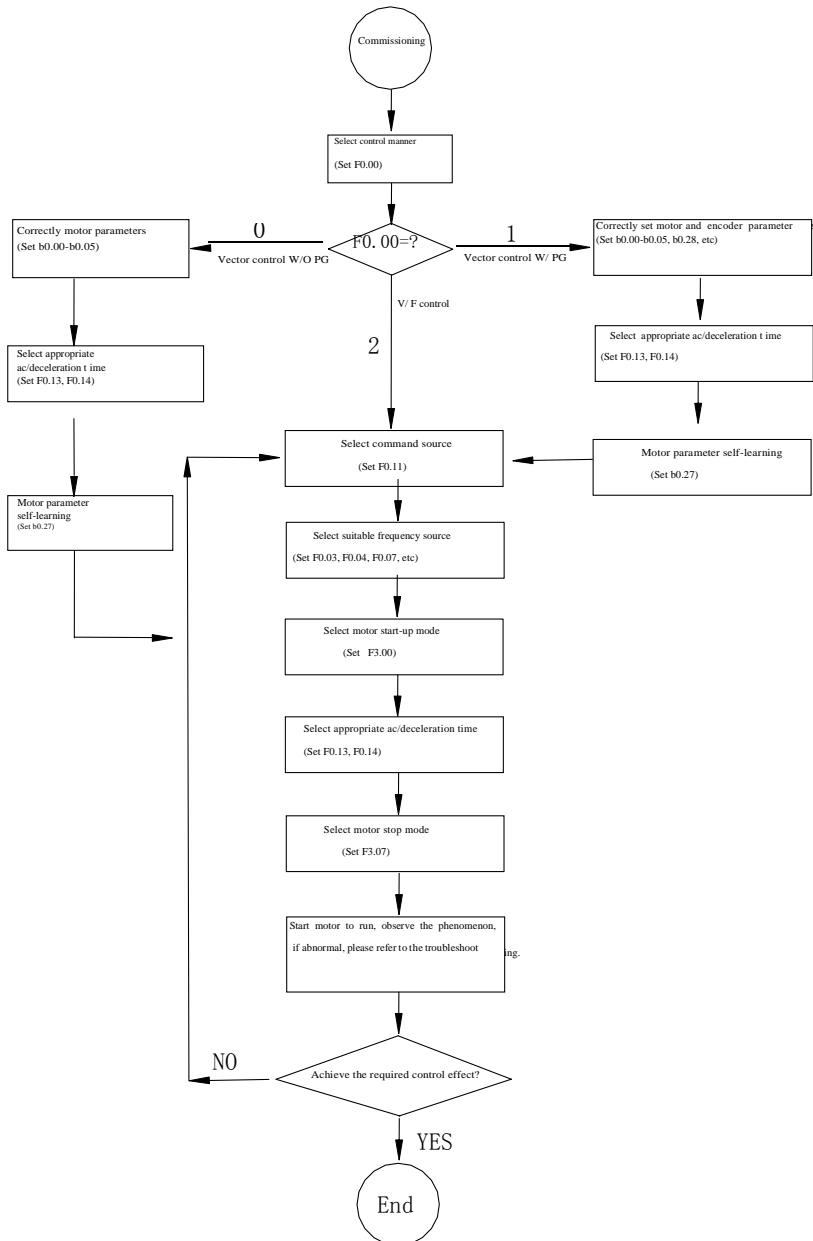 Commissioning
Select control manner
(Set F0.00)
F0.00=?
0
Vector control W/O PG
1
Vector control W/ PG
V/ F control
2
Correctly motor parameters
(Set b0.00-b0.05)
Select appropriate
ac/deceleration t ime
(Set F0.13, F0.14)
Motor parameter
self-learning
(Set b0.27)
Correctly set motor and encoder parameter
(Set b0.00-b0.05, b0.28, etc)
Select appropriate ac/deceleration t ime
(Set F0.13, F0.14)
Motor parameter self-learning
(Set b0.27)
Select command source
(Set F0.11)
Select suitable frequency source
(Set F0.03, F0.04, F0.07, etc)
Select motor start-up mode
(Set F3.00)
Select appropriate ac/deceleration time
(Set F0.13, F0.14)
Select motor stop mode
(Set F3.07)
Start motor to run, observe the phenomenon,
if abnormal, please refer to the troubleshoot ing.
Achieve the required control effect?
NO
YES
End